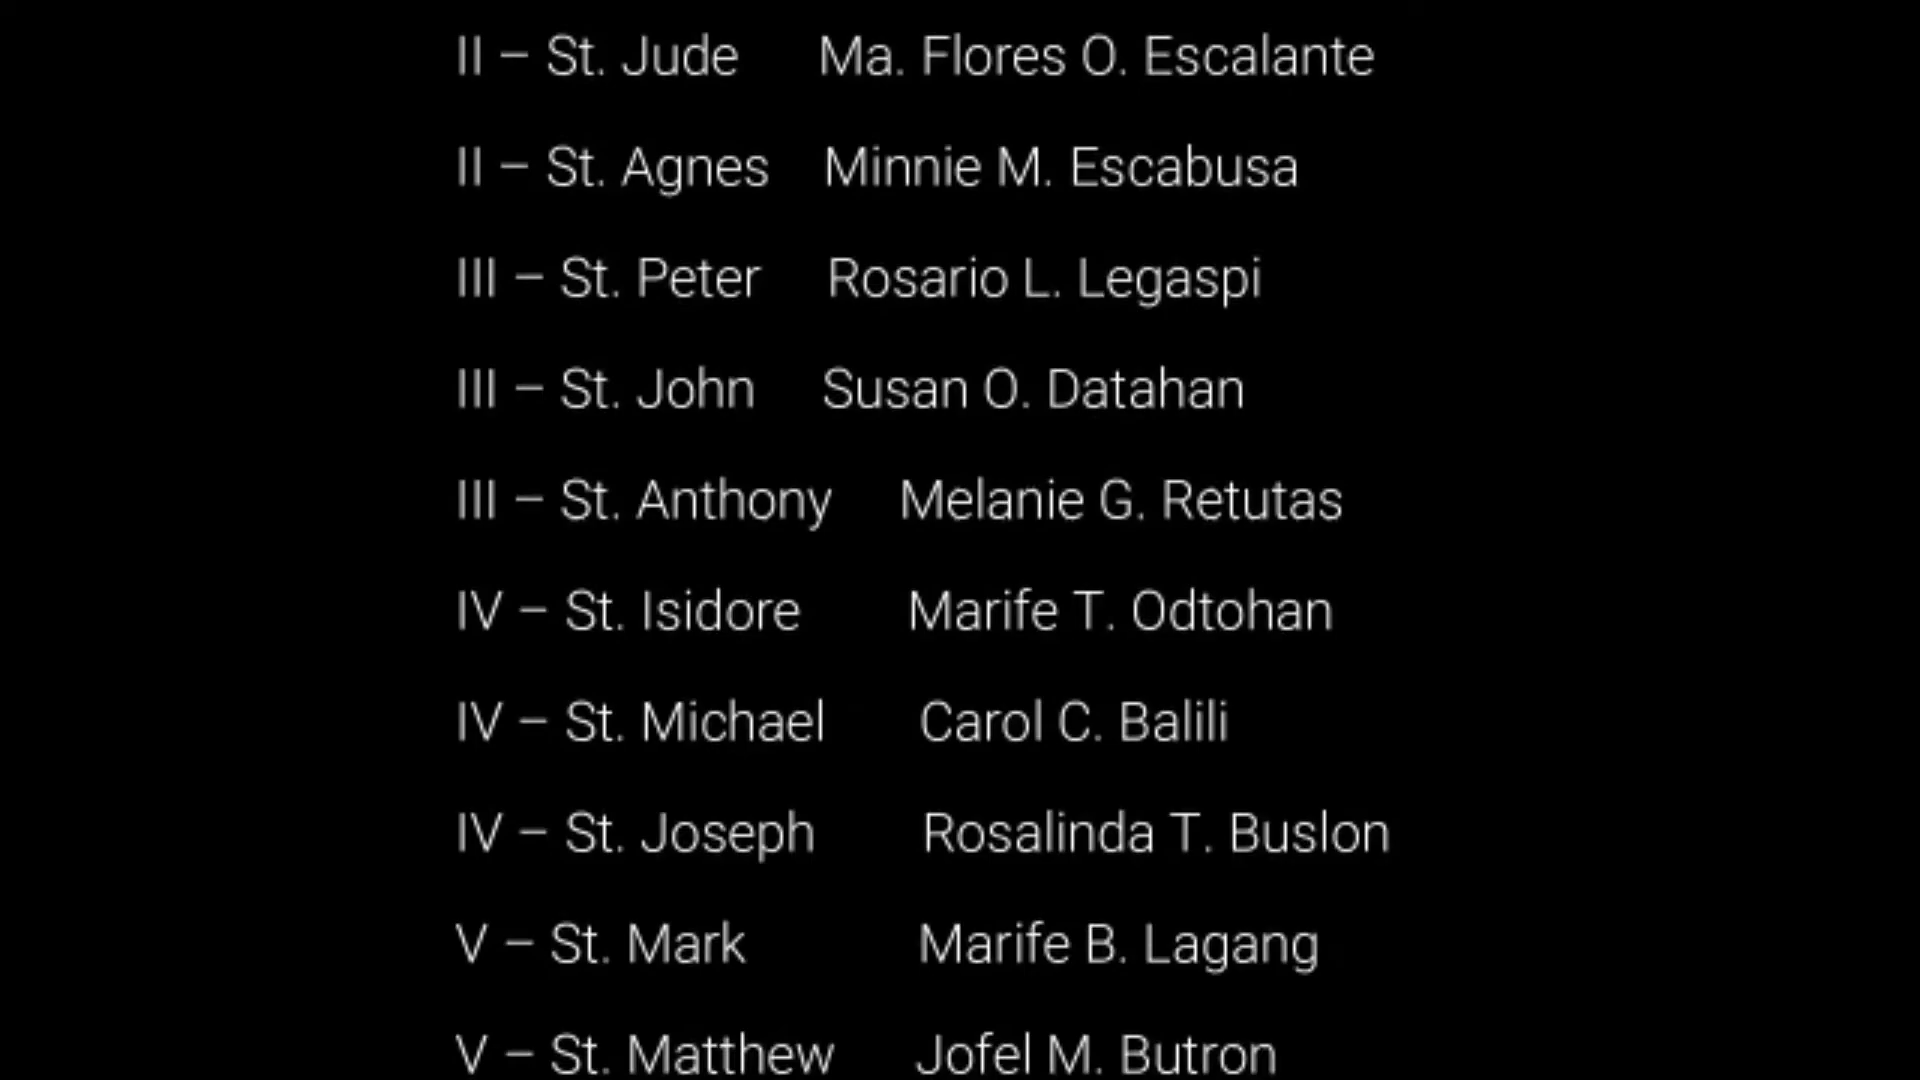 II – St. Jude Ma. Flores O. Escalante
II – St. Agnes Minnie M. Escabusa
III – St. Peter Rosario L. Legaspi
III – St. John Susan O. Datahan
III – St. Anthony Melanie G. Retutas
IV – St. Isidore Marife T. Odtohan
IV – St. Michael Carol C. Balili
IV – St. Joseph Rosalinda T. Buslon
V – St. Mark Marife B. Lagang
V – St. Matthew Jofel M. Butron